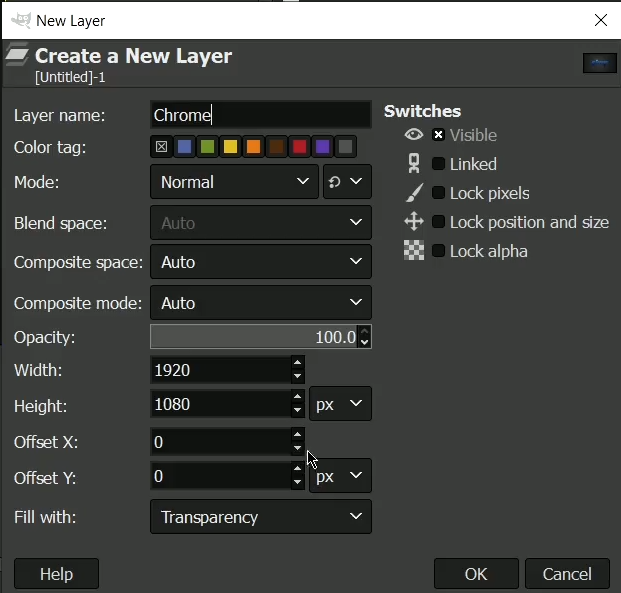 New Layer
Create a New Layer
[Untitled]-1
Layer name: Chrome
Color tag:
Mode: Normal
Blend space: Auto
Composite space: Auto
Composite mode: Auto
Opacity: 100.0
Width: 1920
Height: 1080 px
Offset X: 0
Offset Y: 0 px
Fill with: Transparency
Switches
Visible
Linked
Lock pixels
Lock position and size
Lock alpha
Help OK Cancel